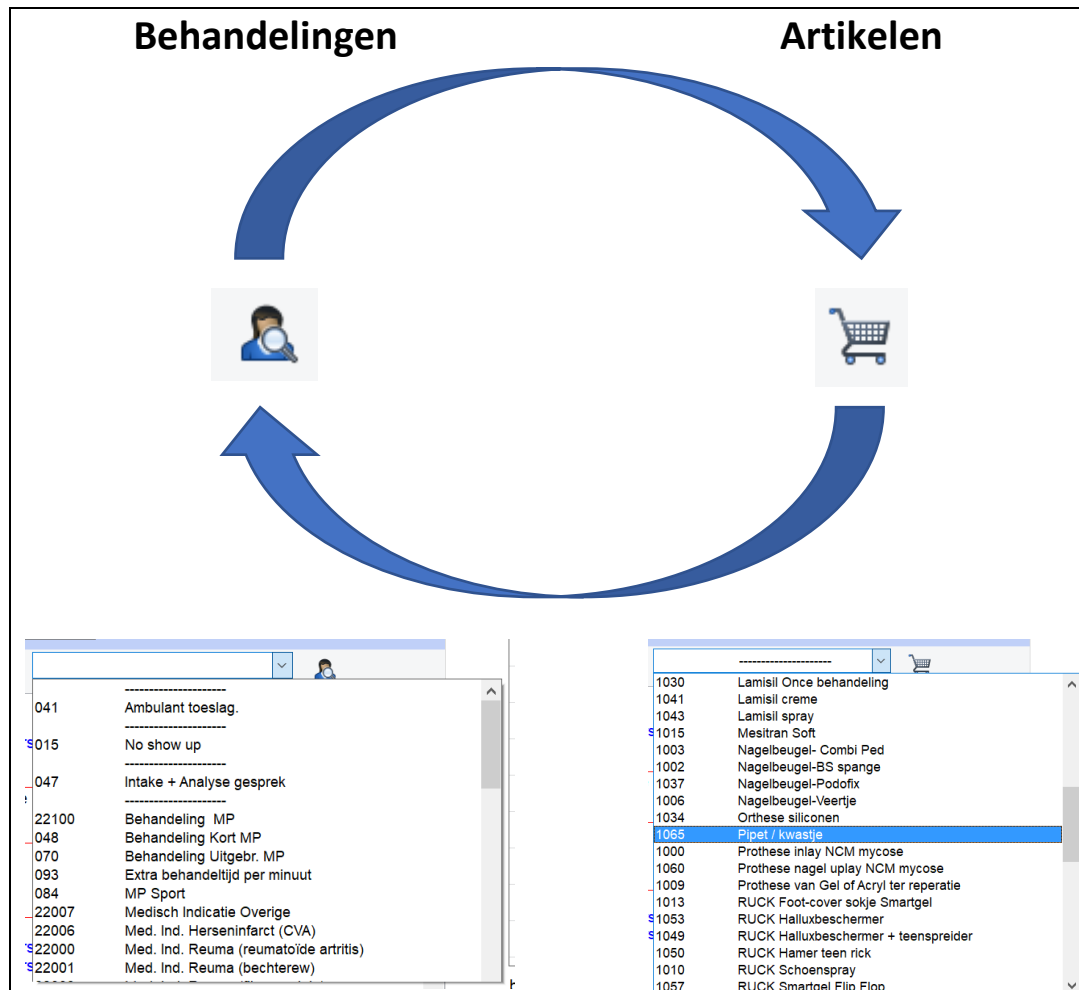 Behandelingen
Artikelen
---------------------
041 Ambulant toeslag.
---------------------
015 No show up
---------------------
047 Intake + Analyse gesprek
---------------------
22100 Behandeling MP
048 Behandeling Kort MP
070 Behandeling Uitgebr. MP
093 Extra behandeltijd per minuut
084 MP Sport
22007 Medisch Indicatie Overige
22006 Med. Ind. Herseninfarct (CVA)
22000 Med. Ind. Reuma (reumatoïde artritis)
22001 Med. Ind. Reuma (bechterew)
---------------------
1030 Lamisil Once behandeling
1041 Lamisil creme
1043 Lamisil spray
1015 Mesitran Soft
1003 Nagelbeugel- Combi Ped
1002 Nagelbeugel-BS spange
1037 Nagelbeugel-Podofix
1006 Nagelbeugel-Veertje
1034 Orthese siliconen
1065 Pipet / kwastje
1000 Prothese inlay NCM mycose
1060 Prothese nagel uplay NCM mycose
1009 Prothese van Gel of Acryl ter reperatie
1013 RUCK Foot-cover sokje Smartgel
1053 RUCK Halluxbeschermer
1049 RUCK Halluxbeschermer + teenspreider
1050 RUCK Hamer teen rick
1010 RUCK Schoenspray
1057 RUCK Smartgel Flip Flop